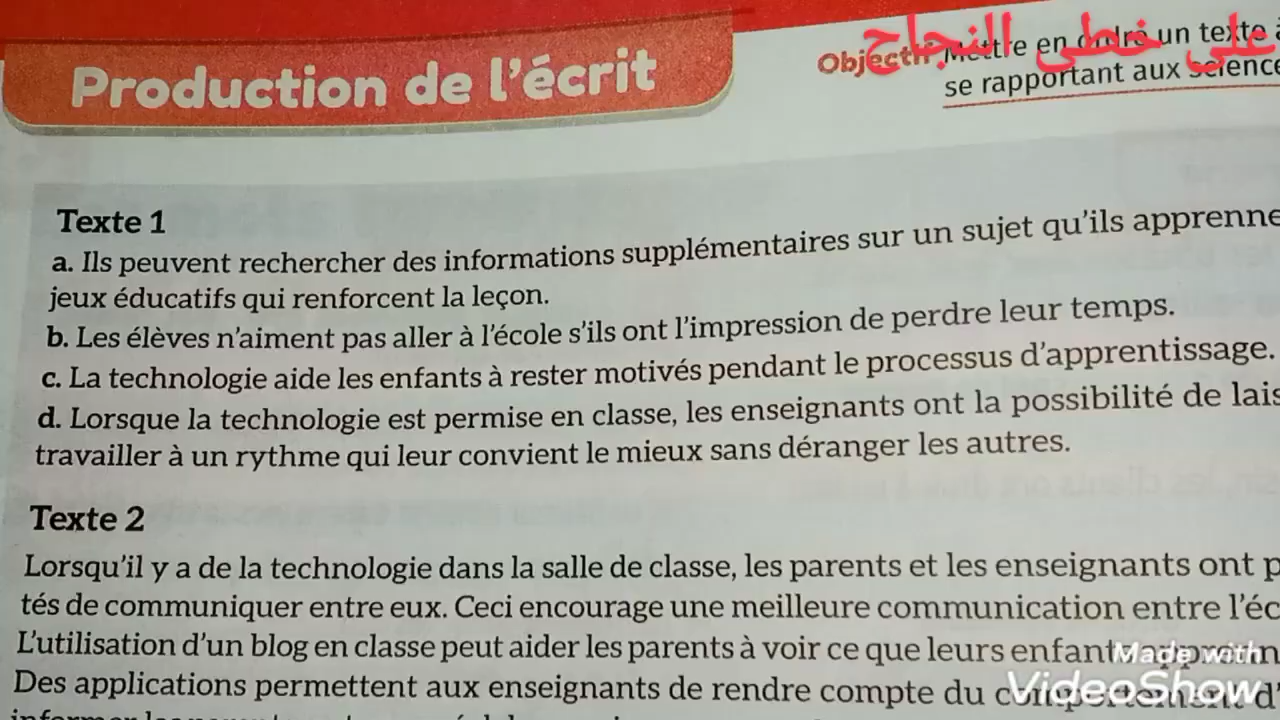 على خطى النجاح
Production de l'écrit
Objectif Mettre en ordre un texte
se rapportant aux science
Texte 1
a. Ils peuvent rechercher des informations supplémentaires sur un sujet qu'ils apprenne
jeux éducatifs qui renforcent la leçon.
b. Les élèves n'aiment pas aller à l'école s'ils ont l'impression de perdre leur temps.
c. La technologie aide les enfants à rester motivés pendant le processus d'apprentissage.
d. Lorsque la technologie est permise en classe, les enseignants ont la possibilité de lais
travailler à un rythme qui leur convient le mieux sans déranger les autres.
Texte 2
Lorsqu'il y a de la technologie dans la salle de classe, les parents et les enseignants ont p
tés de communiquer entre eux. Ceci encourage une meilleure communication entre l'éc
L'utilisation d'un blog en classe peut aider les parents à voir ce que leurs enfants
Des applications permettent aux enseignants de rendre compte du comportement d'
Made with
VideoShow